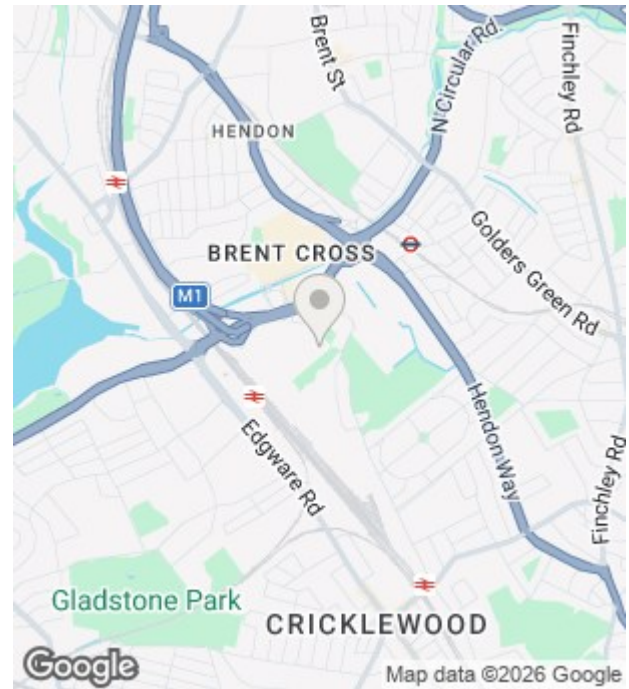 Brent St
N Circular Rd.
Finchley Rd
HENDON
Golders Green Rd
BRENT CROSS
M1
Hendon Way
Edgware Rd
Finchley Rd
Gladstone Park
CRICKLEWOOD
Google
Map data ©2026 Google